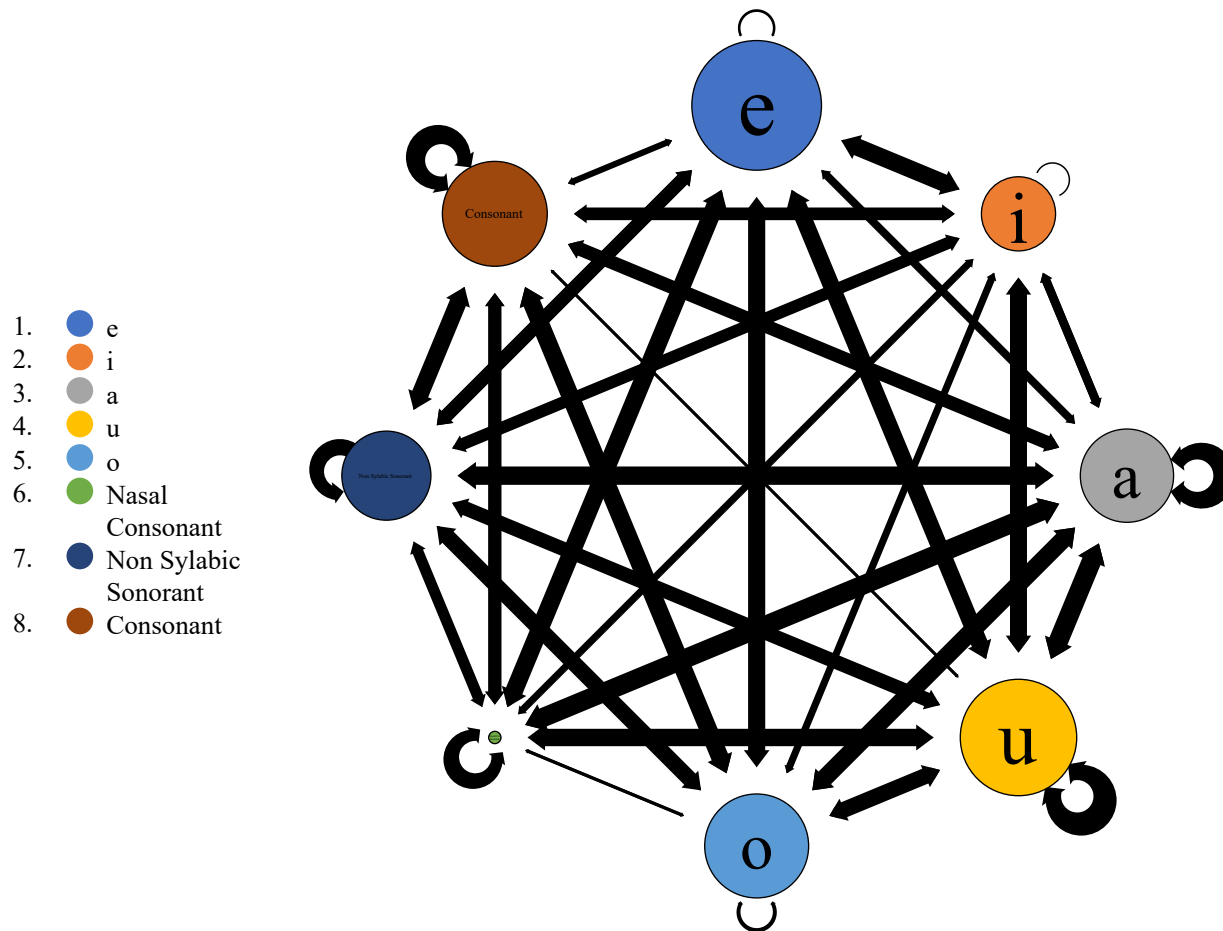 e
i
Consonant
1. e
2. i
3. a
4. u
5. o
6. Nasal
Consonant
7. Non Sylabic
Sonorant
8. Consonant
Non Sylabic Sonorant
a
u
o